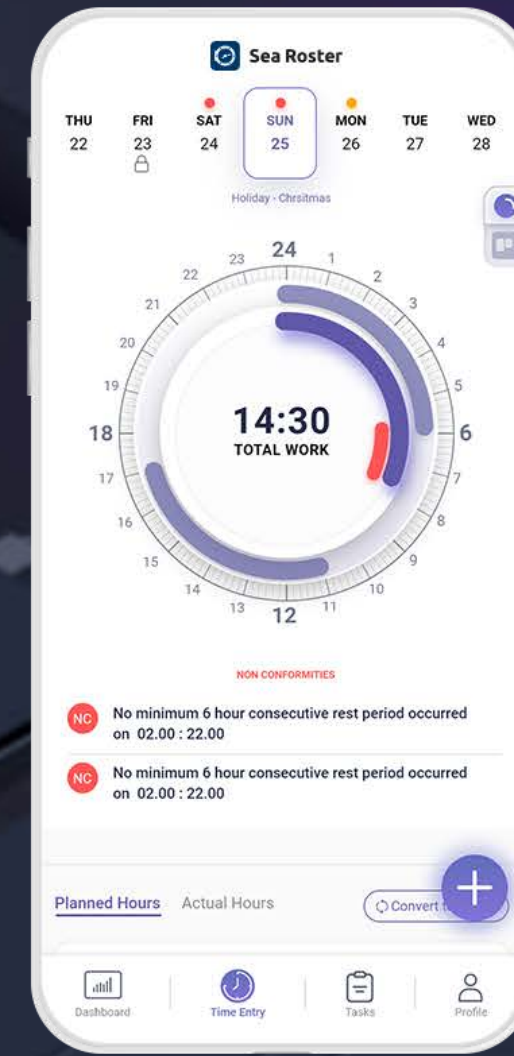 Sea Roster
THU FRI SAT SUN MON TUE WED
22 23 24 25 26 27 28
Holiday - Chrsitmas
24
23 1
22 2
21 3
20 4
19 5
18 6
17 7
16 8
15 9
14 10
13 11
12
14:30
TOTAL WORK
NON CONFORMITIES
NC No minimum 6 hour consecutive rest period occurred
on 02.00 : 22.00
NC No minimum 6 hour consecutive rest period occurred
on 02.00 : 22.00
Planned Hours Actual Hours Convert
Dashboard Time Entry Tasks Profile